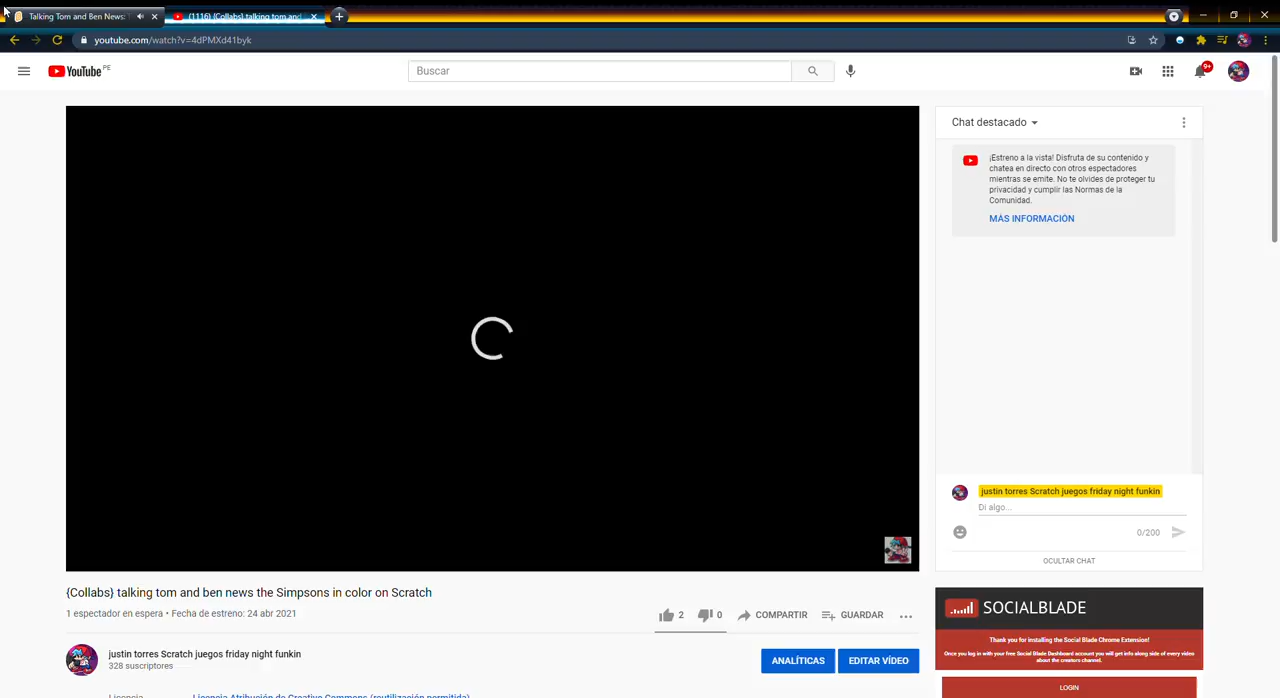 Talking Tom and Ben News:
(1116) {Collabs} talking tom and
youtube.com/watch?v=4dPMXd41byk
YouTube PE
Buscar
9+
Chat destacado
¡Estreno a la vista! Disfruta de su contenido y
chatea en directo con otros espectadores
mientras se emite. No te olvides de proteger tu
privacidad y cumplir las Normas de la
Comunidad.
MÁS INFORMACIÓN
justin torres Scratch juegos friday night funkin
Di algo...
0/200
OCULTAR CHAT
{Collabs} talking tom and ben news the Simpsons in color on Scratch
1 espectador en espera • Fecha de estreno: 24 abr 2021
2
0
COMPARTIR
GUARDAR
justin torres Scratch juegos friday night funkin
328 suscriptores
ANALÍTICAS
EDITAR VÍDEO
Licencia
Licencia Atribución de Creative Commons (reutilización permitida)
SOCIALBLADE
Thank you for installing the Social Blade Chrome Extension!
Once you log in with your free Social Blade Dashboard account you will get info along side of every video
about the creators channel.
LOGIN